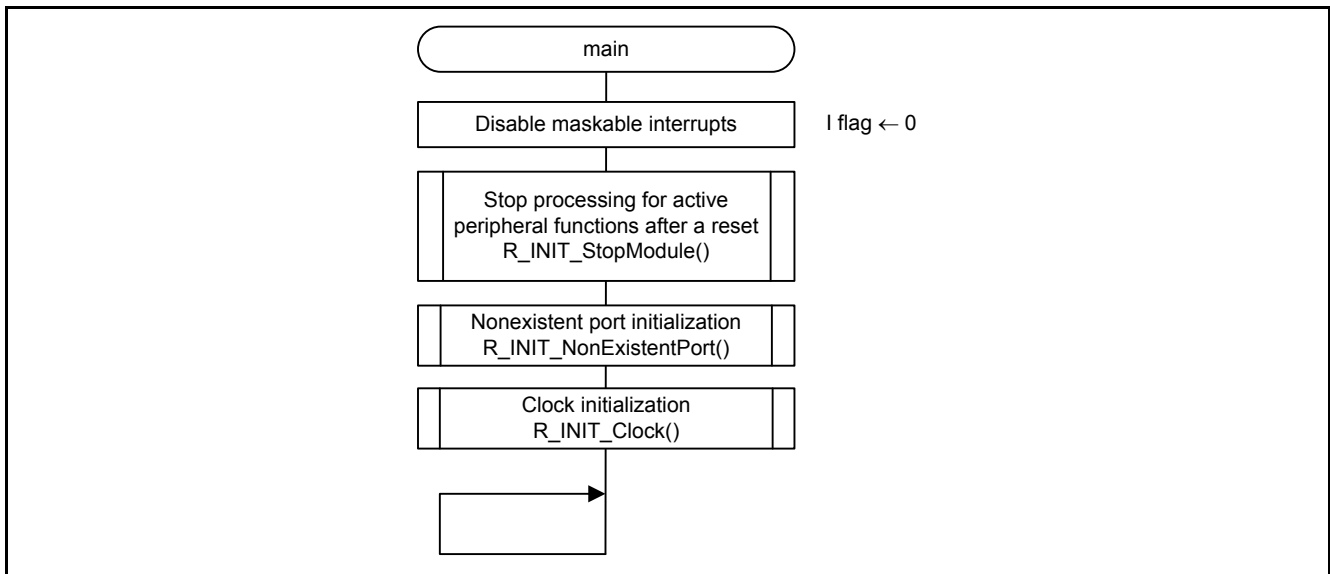 main
Disable maskable interrupts
I flag ← 0
Stop processing for active
peripheral functions after a reset
R_INIT_StopModule()
Nonexistent port initialization
R_INIT_NonExistentPort()
Clock initialization
R_INIT_Clock()